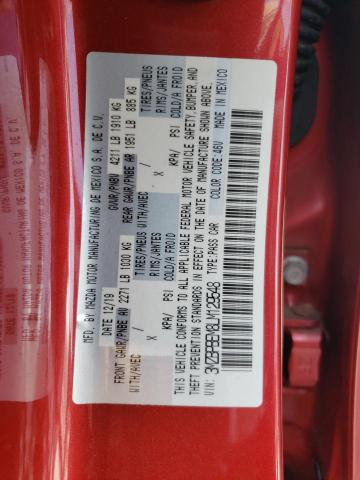 MFD. BY MAZDA MOTOR MANUFACTURING DE MEXICO S.A. DE C.V.
DATE 12/19 GVWR/PNBV 4211 LB 1910 KG
FRONT GAWR/PNBE AV 2271 LB 1030 KG REAR GAWR/PNBE AR 1951 LB 885 KG
WITH/AVEC X TIRES/PNEUS WITH/AVEC X TIRES/PNEUS
X RIMS/JANTES X RIMS/JANTES
KPA/ PSI COLD/A FROID KPA/ PSI COLD/A FROID
THIS VEHICLE CONFORMS TO ALL APPLICABLE FEDERAL MOTOR VEHICLE SAFETY, BUMPER, AND
THEFT PREVENTION STANDARDS IN EFFECT ON THE DATE OF MANUFACTURE SHOWN ABOVE.
VIN: TYPE: PASS CAR COLOR CODE: 46V MADE IN MEXICO